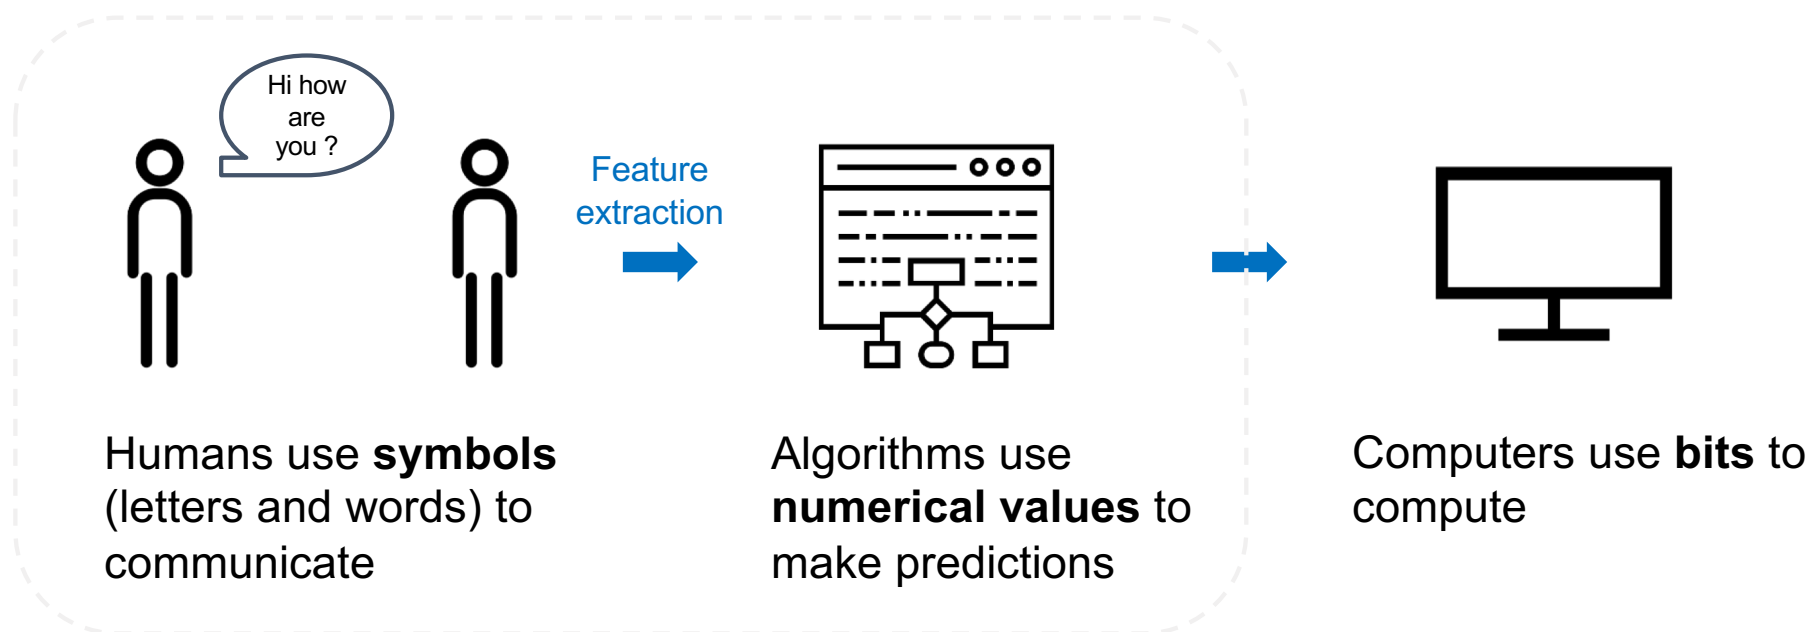 Hi how
are
you ?
Feature
extraction
Humans use symbols
(letters and words) to
communicate
Algorithms use
numerical values to
make predictions
Computers use bits to
compute